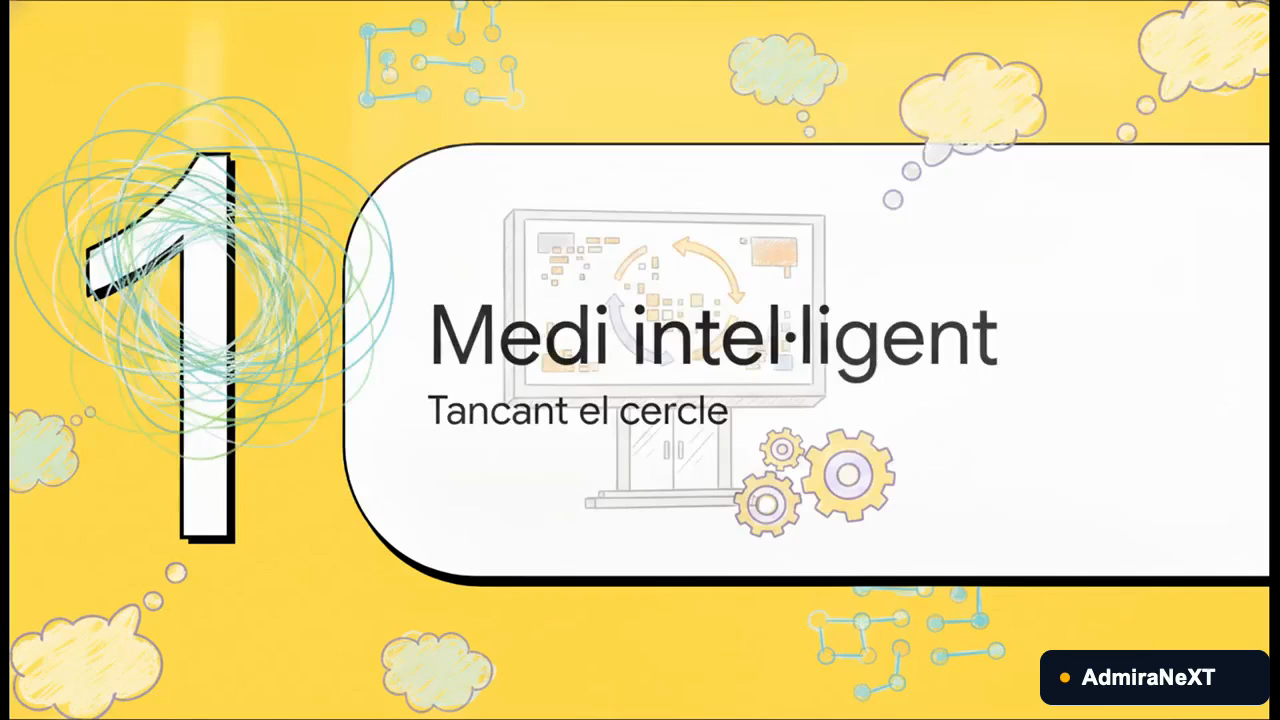 1
Medi intel·ligent
Tancant el cercle
AdmiraNeXT